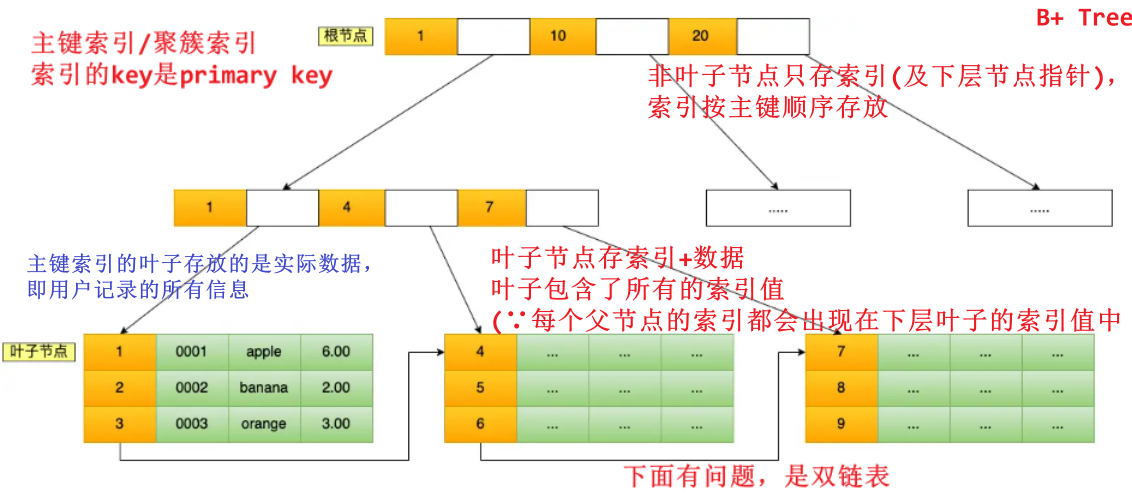 B+ Tree
主键索引/聚簇索引
索引的key是primary key
根节点 1 10 20
非叶子节点只存索引(及下层节点指针),
索引按主键顺序存放
1 4 7 ..... .....
主键索引的叶子存放的是实际数据，
即用户记录的所有信息
叶子节点存索引+数据
叶子包含了所有的索引值
(∵每个父节点的索引都会出现在下层叶子的索引值中
叶子节点 1 0001 apple 6.00 4 ... ... ... 7 ... ... ...
2 0002 banana 2.00 5 ... ... ... 8 ... ... ...
3 0003 orange 3.00 6 ... ... ... 9 ... ... ...
下面有问题，是双链表